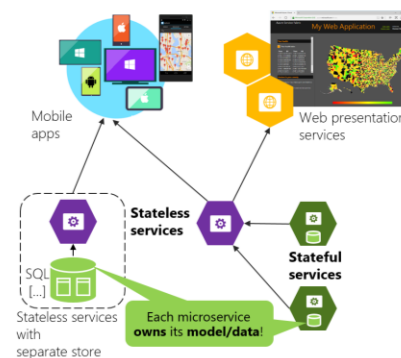 My Web Application
Mobile
apps
Web presentation
services
Stateless
services
Stateful
services
SQL
[...]
Each microservice
owns its model/data!
Stateless services
with
separate store